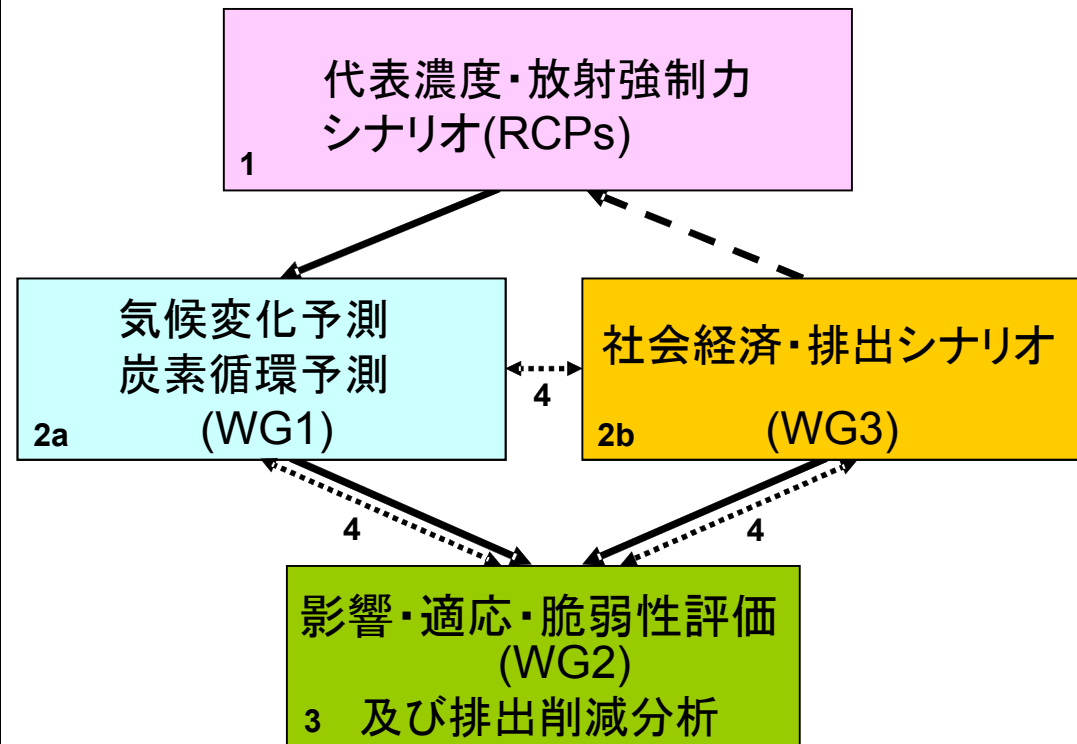 代表濃度・放射強制力
シナリオ(RCPs)
1
気候変化予測
炭素循環予測
(WG1)
2a
4
社会経済・排出シナリオ
(WG3)
2b
4
4
影響・適応・脆弱性評価
(WG2)
及び排出削減分析
3